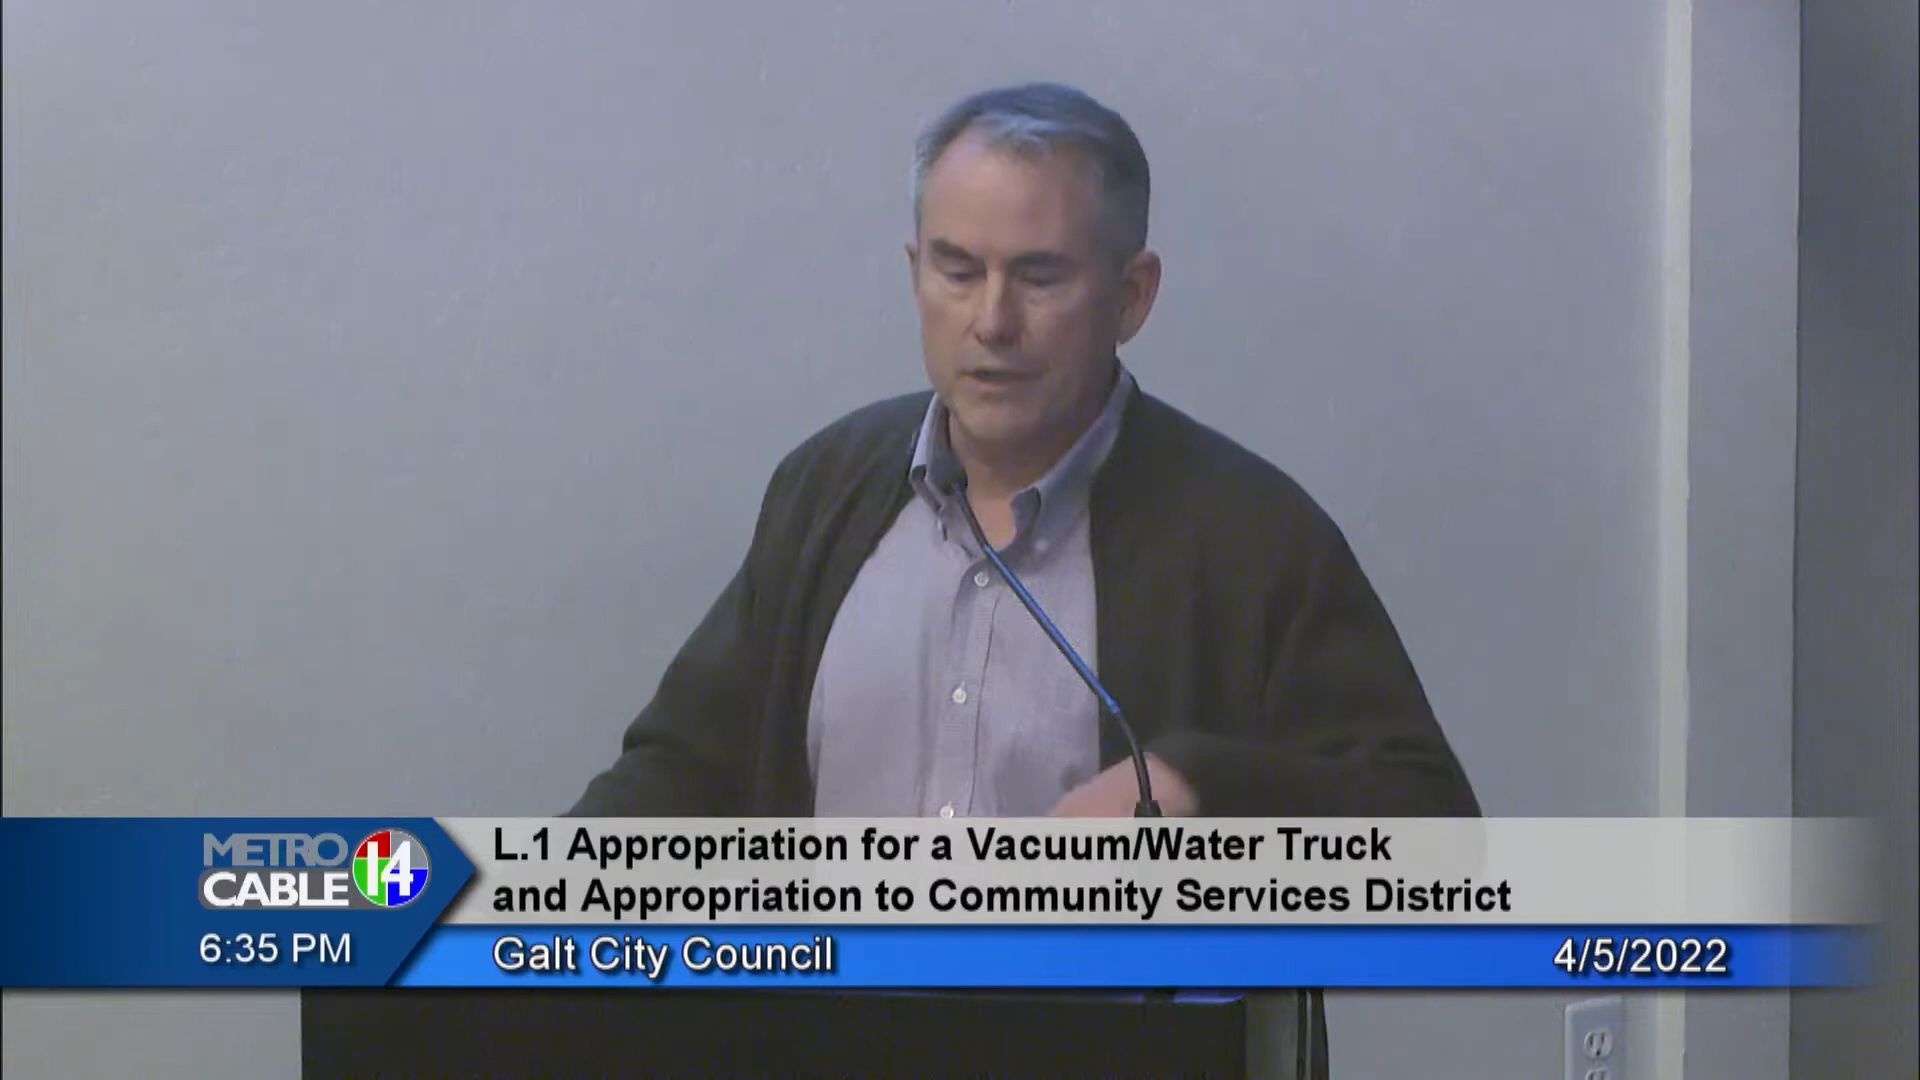 L.1 Appropriation for a Vacuum/Water Truck
and Appropriation to Community Services District
METRO
CABLE 14
6:35 PM
Galt City Council
4/5/2022